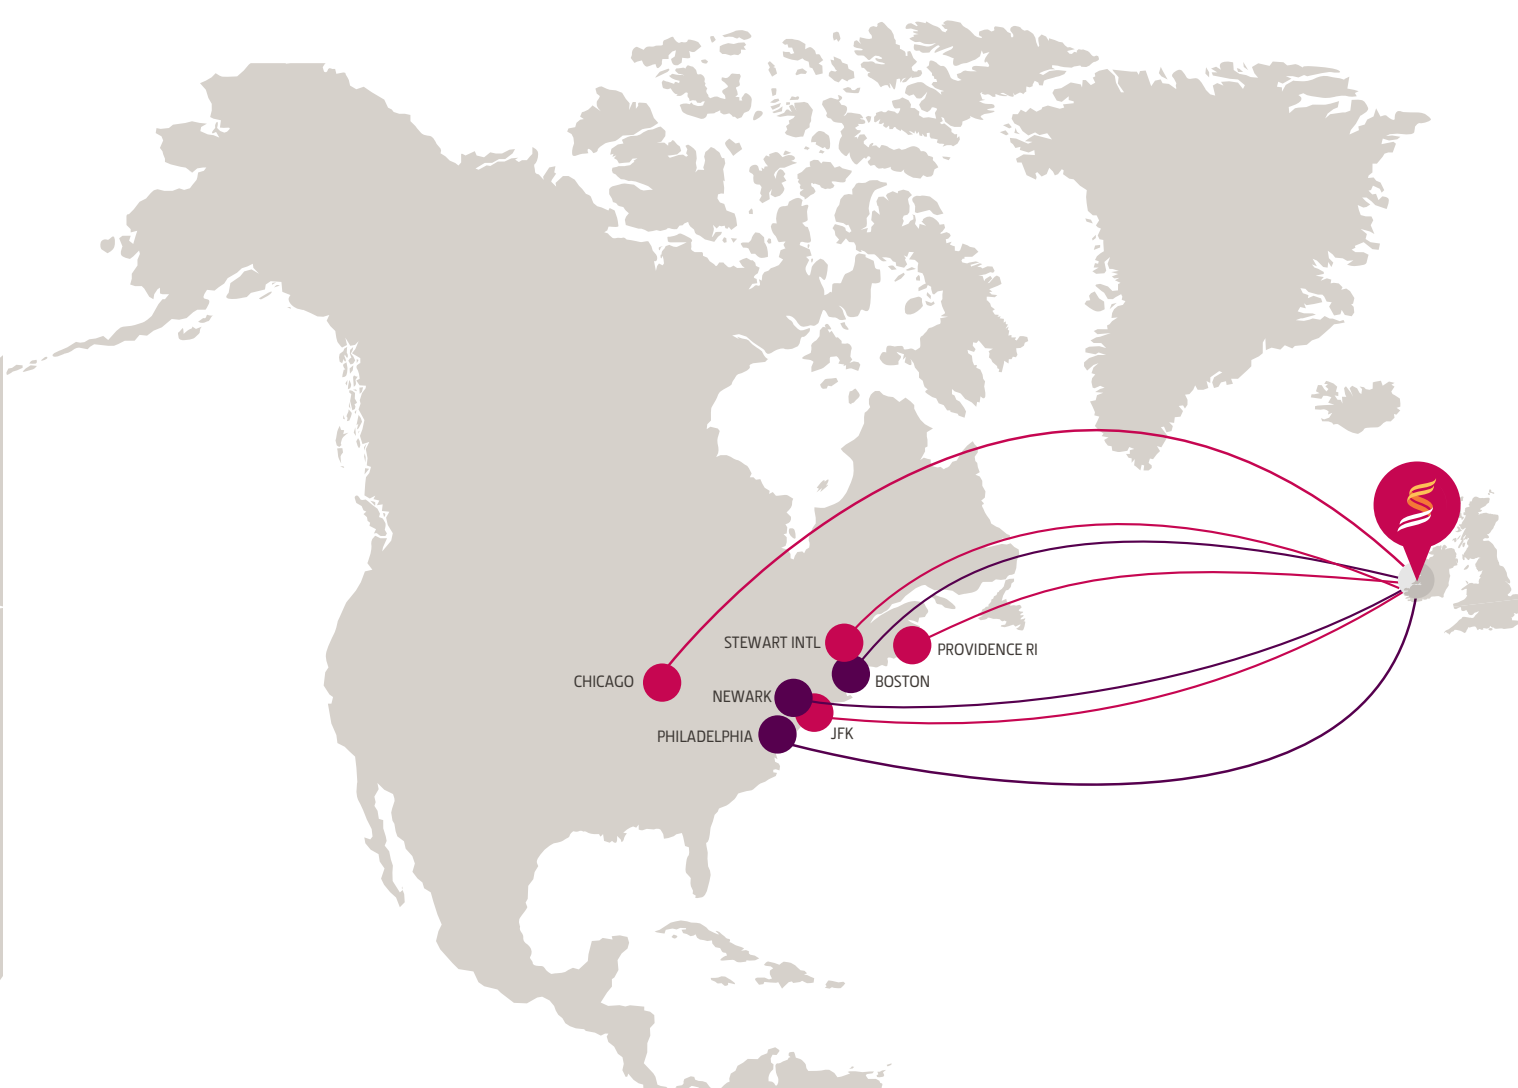 STEWART INTL
PROVIDENCE RI
CHICAGO
BOSTON
NEWARK
JFK
PHILADELPHIA